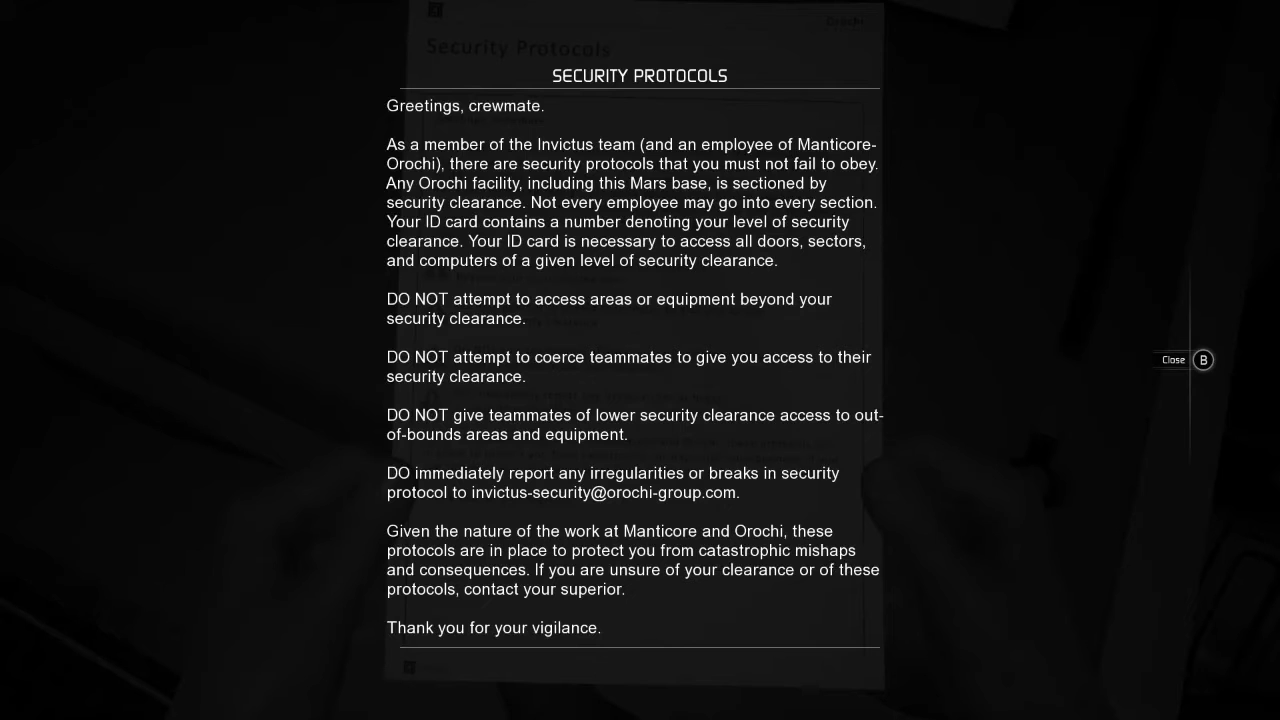 Security Protocols
SECURITY PROTOCOLS
Greetings, crewmate.
As a member of the Invictus team (and an employee of Manticore-
Orochi), there are security protocols that you must not fail to obey.
Any Orochi facility, including this Mars base, is sectioned by
security clearance. Not every employee may go into every section.
Your ID card contains a number denoting your level of security
clearance. Your ID card is necessary to access all doors, sectors,
and computers of a given level of security clearance.
DO NOT attempt to access areas or equipment beyond your
security clearance.
DO NOT attempt to coerce teammates to give you access to their
security clearance.
DO NOT give teammates of lower security clearance access to out-
of-bounds areas and equipment.
DO immediately report any irregularities or breaks in security
protocol to invictus-security@orochi-group.com.
Given the nature of the work at Manticore and Orochi, these
protocols are in place to protect you from catastrophic mishaps
and consequences. If you are unsure of your clearance or of these
protocols, contact your superior.
Thank you for your vigilance.
Close B